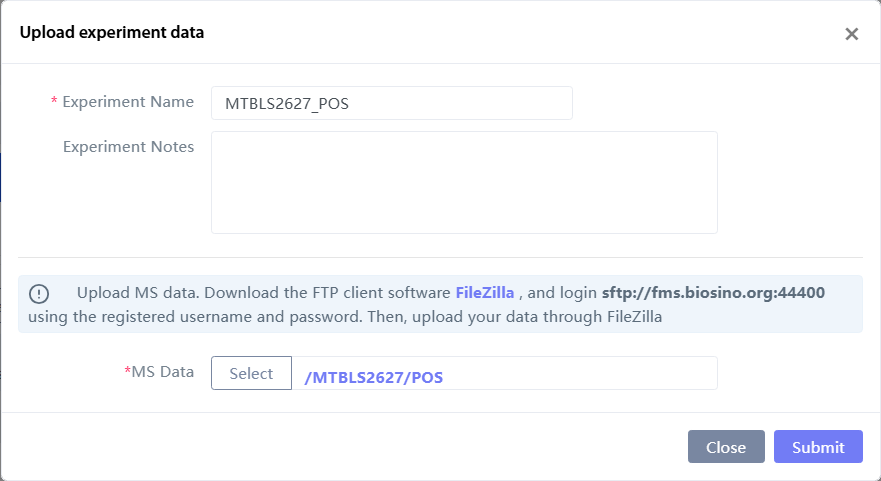 Upload experiment data
* Experiment Name MTBLS2627_POS
Experiment Notes
Upload MS data. Download the FTP client software FileZilla , and login sftp://fms.biosino.org:44400
using the registered username and password. Then, upload your data through FileZilla
*MS Data Select /MTBLS2627/POS
Close Submit